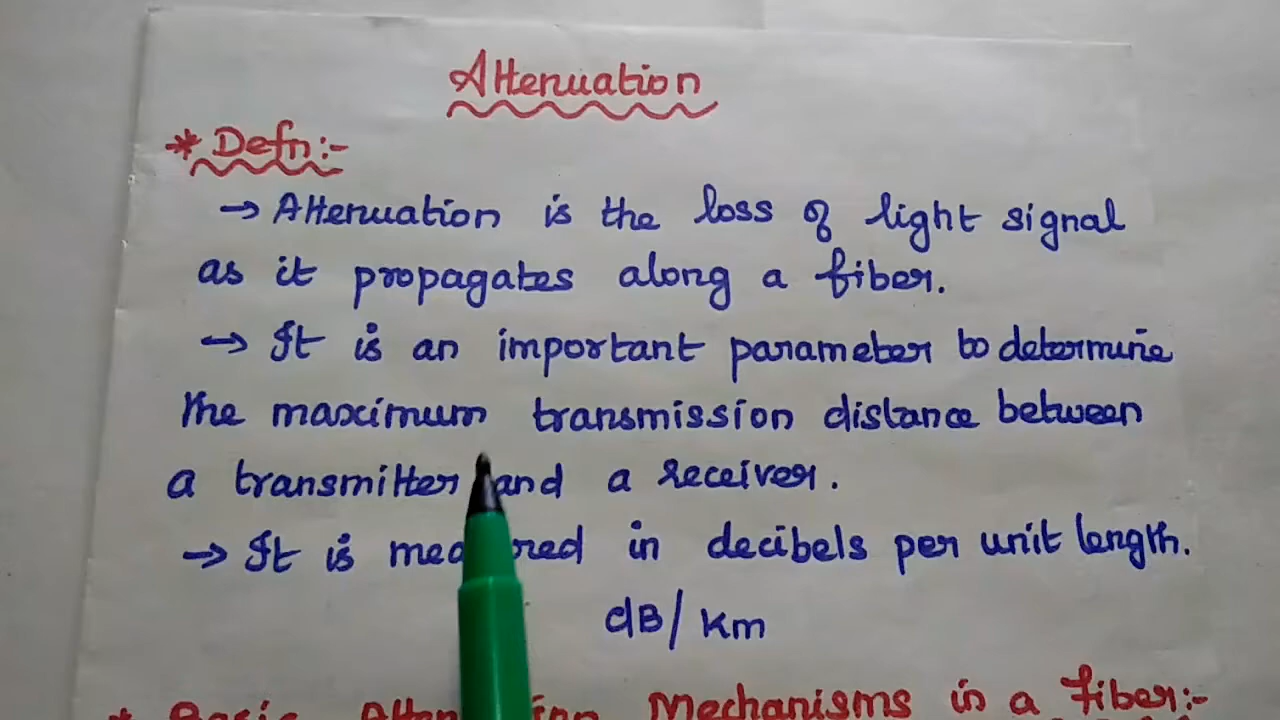 Attenuation
* Defn:-
→ Attenuation is the loss of light signal
as it propagates along a fiber.
→ It is an important parameter to determine
the maximum transmission distance between
a transmitter and a receiver.
→ It is measured in decibels per unit length.
dB/Km
* Basic Attenuation Mechanisms in a Fiber:-